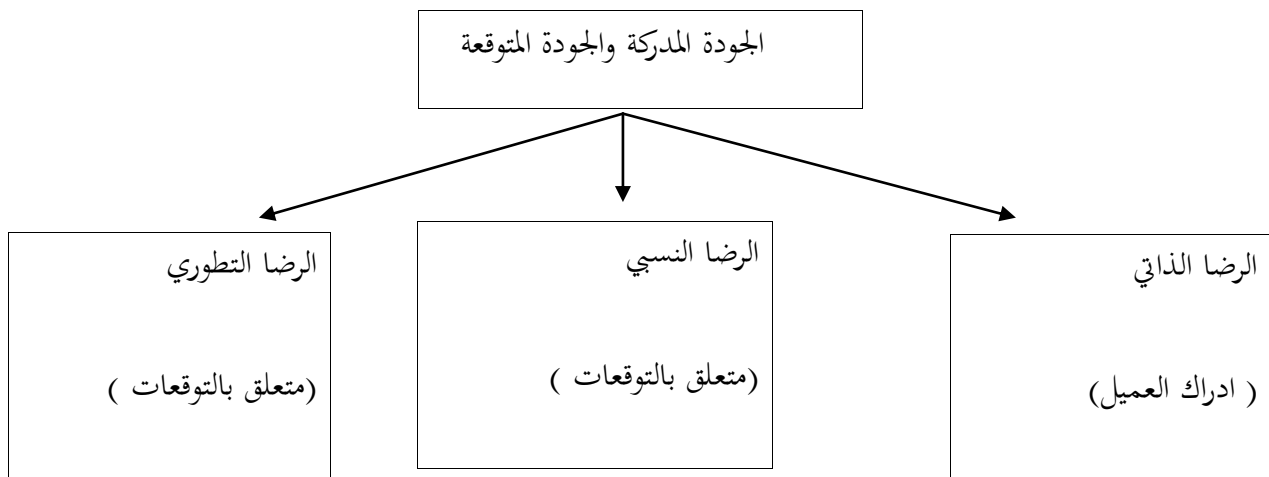 الجودة المدركة والجودة المتوقعة
الرضا الذاتي
( ادراك العميل)
الرضا النسبي
(متعلق بالتوقعات )
الرضا التطوري
(متعلق بالتوقعات )